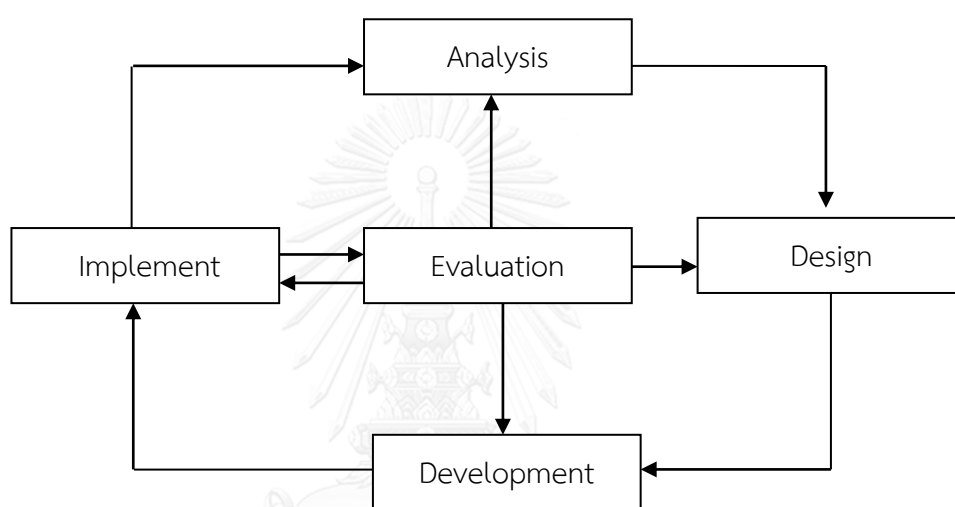 Analysis
Implement
Evaluation
Design
Development